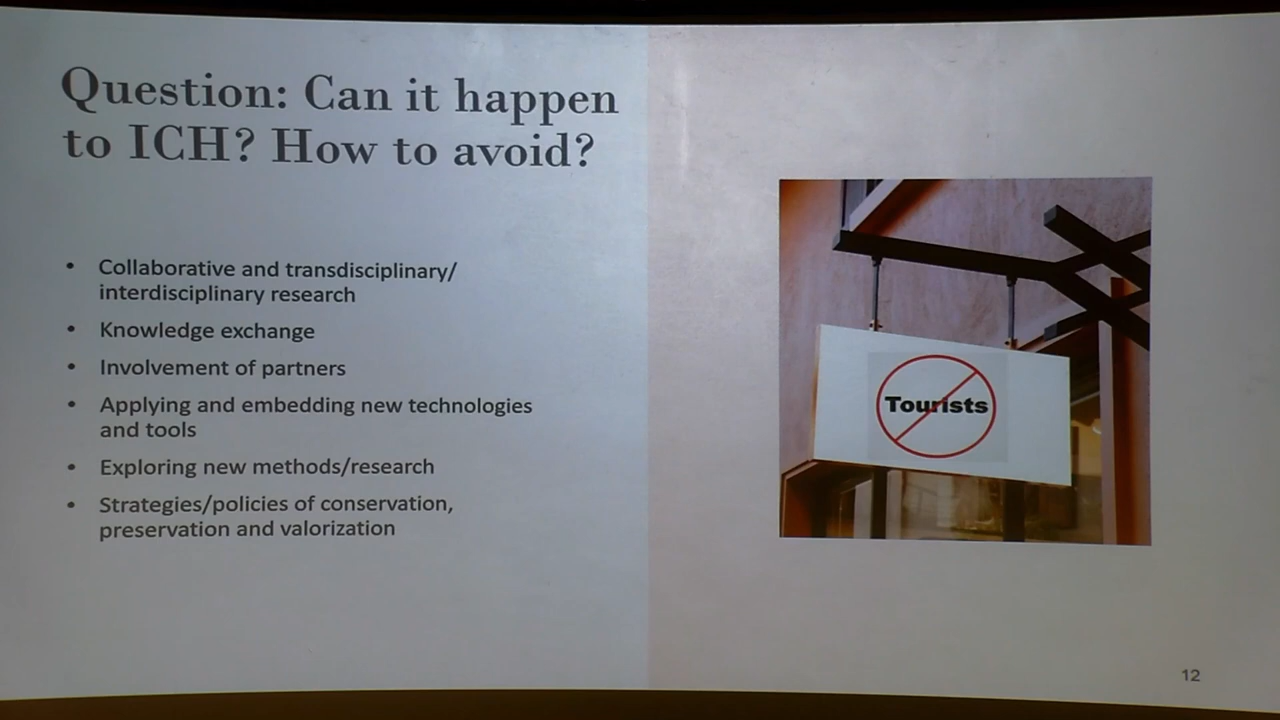 Question: Can it happen
to ICH? How to avoid?
• Collaborative and transdisciplinary/
interdisciplinary research
• Knowledge exchange
• Involvement of partners
• Applying and embedding new technologies
and tools
• Exploring new methods/research
• Strategies/policies of conservation,
preservation and valorization
Tourists
12